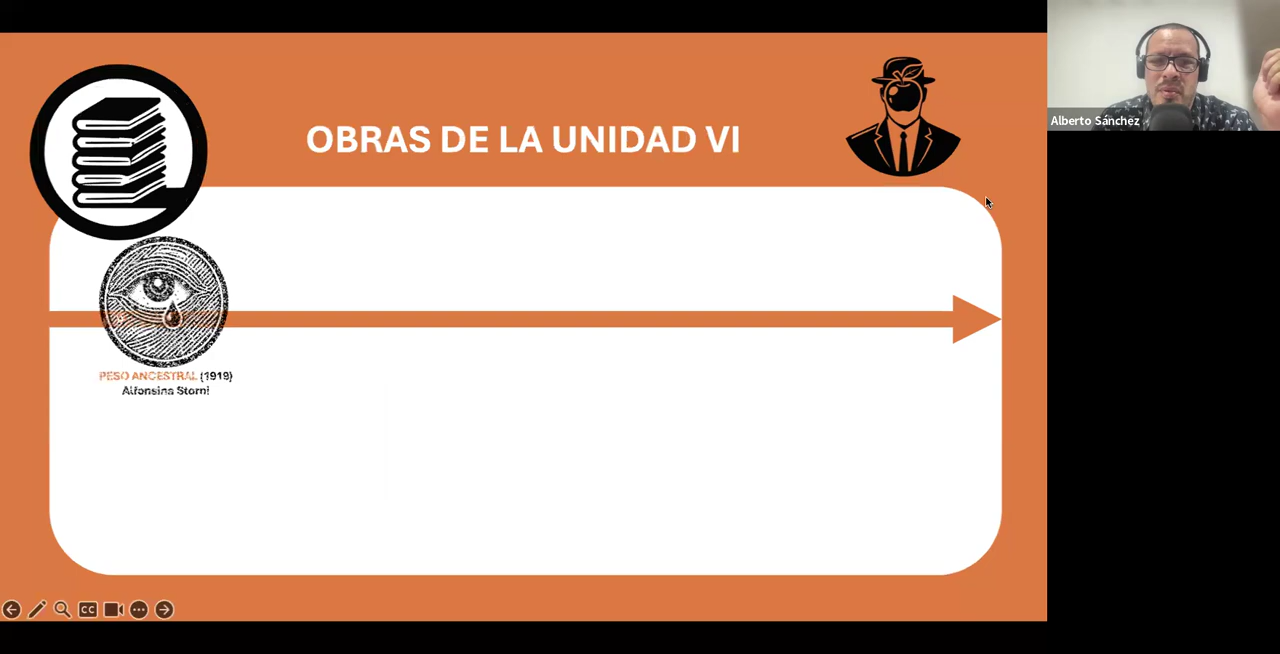 OBRAS DE LA UNIDAD VI
Alberto Sánchez
PESO ANCESTRAL (1919)
Alfonsina Storni
CC